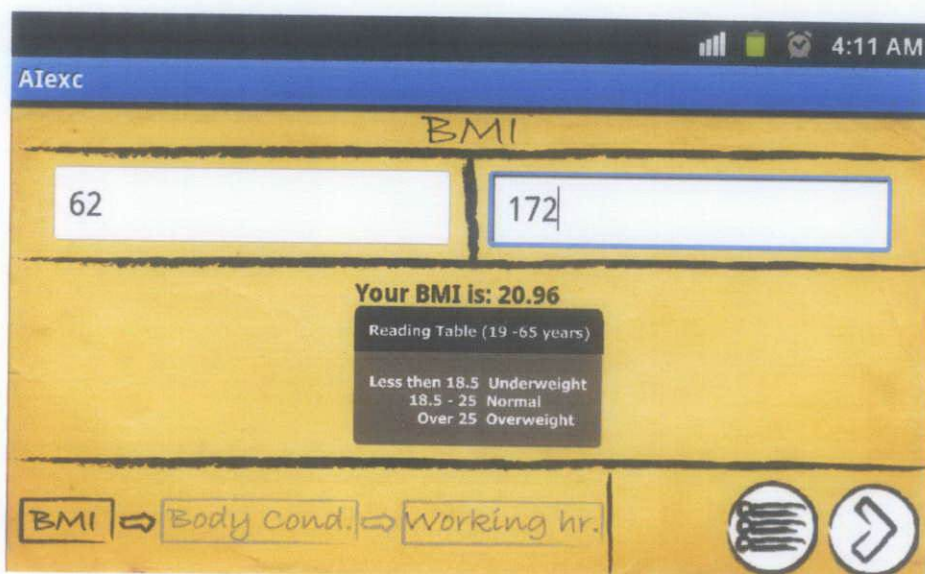 4:11 AM
AIexc
BMI
62
172
Your BMI is: 20.96
Reading Table (19 -65 years)
Less then 18.5 Underweight
18.5 - 25 Normal
Over 25 Overweight
BMI Body Cond. Working hr.